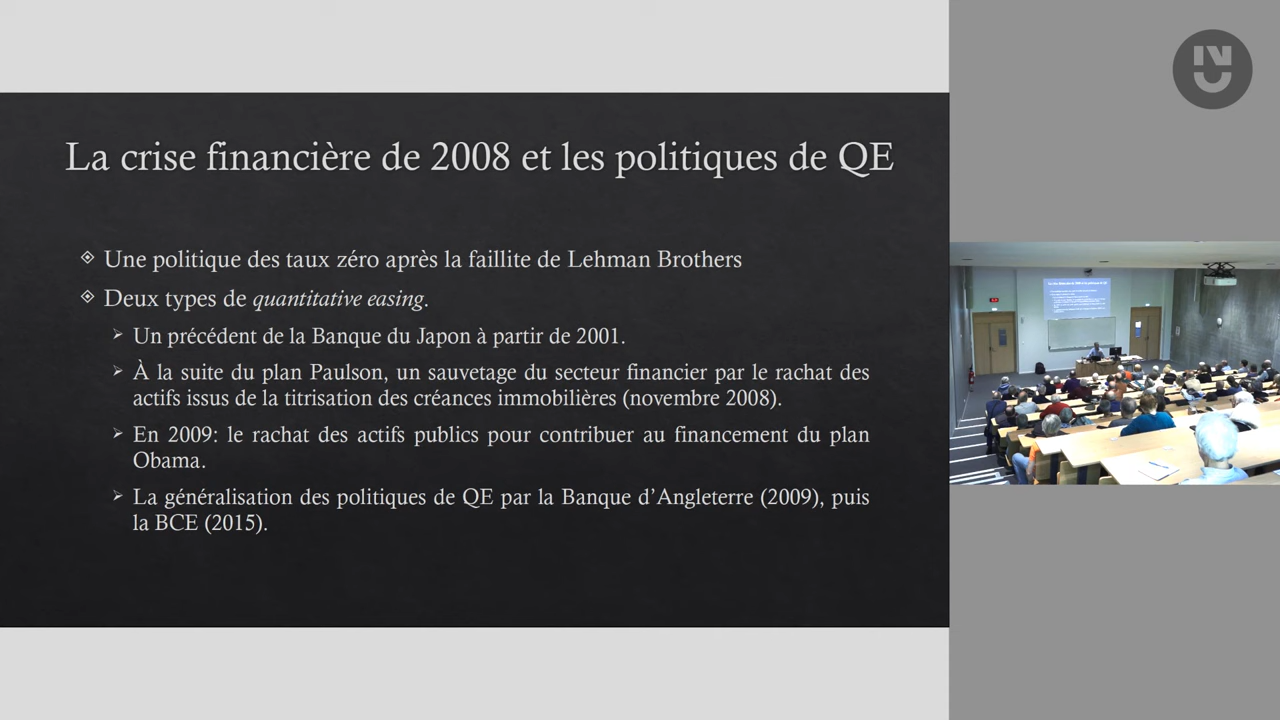 La crise financière de 2008 et les politiques de QE
Une politique des taux zéro après la faillite de Lehman Brothers
Deux types de quantitative easing.
Un précédent de la Banque du Japon à partir de 2001.
À la suite du plan Paulson, un sauvetage du secteur financier par le rachat des
actifs issus de la titrisation des créances immobilières (novembre 2008).
En 2009: le rachat des actifs publics pour contribuer au financement du plan
Obama.
La généralisation des politiques de QE par la Banque d’Angleterre (2009), puis
la BCE (2015).